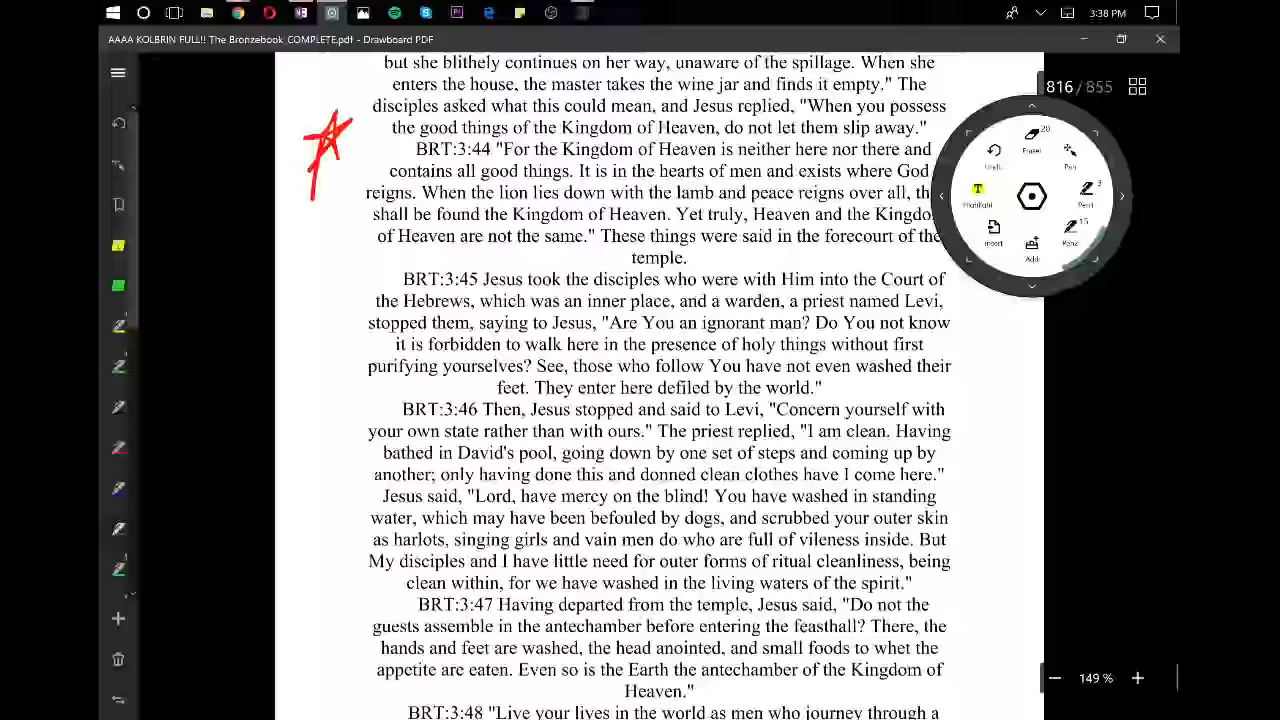 3:38 PM
AAAA KOLBRIN FULL!! The Bronzebook_COMPLETE.pdf - Drawboard PDF
but she blithely continues on her way, unaware of the spillage. When she
enters the house, the master takes the wine jar and finds it empty." The
disciples asked what this could mean, and Jesus replied, "When you possess
the good things of the Kingdom of Heaven, do not let them slip away."
BRT:3:44 "For the Kingdom of Heaven is neither here nor there and
contains all good things. It is in the hearts of men and exists where God
reigns. When the lion lies down with the lamb and peace reigns over all, th
shall be found the Kingdom of Heaven. Yet truly, Heaven and the Kingdo
of Heaven are not the same." These things were said in the forecourt of the
temple.
BRT:3:45 Jesus took the disciples who were with Him into the Court of
the Hebrews, which was an inner place, and a warden, a priest named Levi,
stopped them, saying to Jesus, "Are You an ignorant man? Do You not know
it is forbidden to walk here in the presence of holy things without first
purifying yourselves? See, those who follow You have not even washed their
feet. They enter here defiled by the world."
BRT:3:46 Then, Jesus stopped and said to Levi, "Concern yourself with
your own state rather than with ours." The priest replied, "I am clean. Having
bathed in David's pool, going down by one set of steps and coming up by
another; only having done this and donned clean clothes have I come here."
Jesus said, "Lord, have mercy on the blind! You have washed in standing
water, which may have been befouled by dogs, and scrubbed your outer skin
as harlots, singing girls and vain men do who are full of vileness inside. But
My disciples and I have little need for outer forms of ritual cleanliness, being
clean within, for we have washed in the living waters of the spirit."
BRT:3:47 Having departed from the temple, Jesus said, "Do not the
guests assemble in the antechamber before entering the feasthall? There, the
hands and feet are washed, the head anointed, and small foods to whet the
appetite are eaten. Even so is the Earth the antechamber of the Kingdom of
Heaven."
BRT:3:48 "Live your lives in the world as men who journey through a
816 / 855
20
Eraser
Undo
Pen
T
Highlight
3
Insert
15
Add
149 %